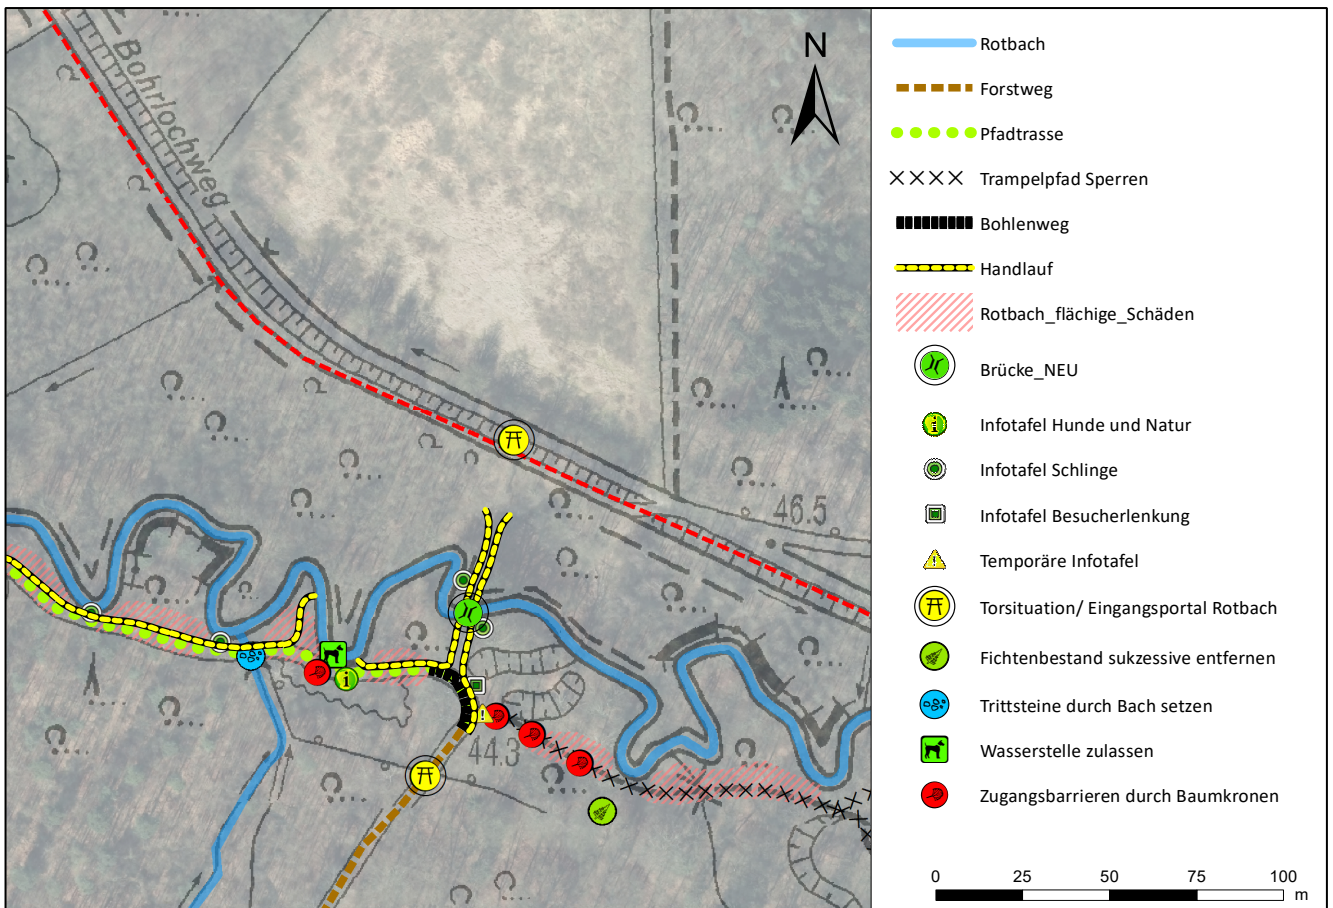 Bohrlochweg
N
46.5
44.3
Rotbach
Forstweg
Pfadtrasse
Trampelpfad Sperren
Bohlenweg
Handlauf
Rotbach_flächige_Schäden
Brücke_NEU
Infotafel Hunde und Natur
Infotafel Schlinge
Infotafel Besucherlenkung
Temporäre Infotafel
Torsituation/ Eingangsportal Rotbach
Fichtenbestand sukzessive entfernen
Trittsteine durch Bach setzen
Wasserstelle zulassen
Zugangsbarrieren durch Baumkronen
0 25 50 75 100
m